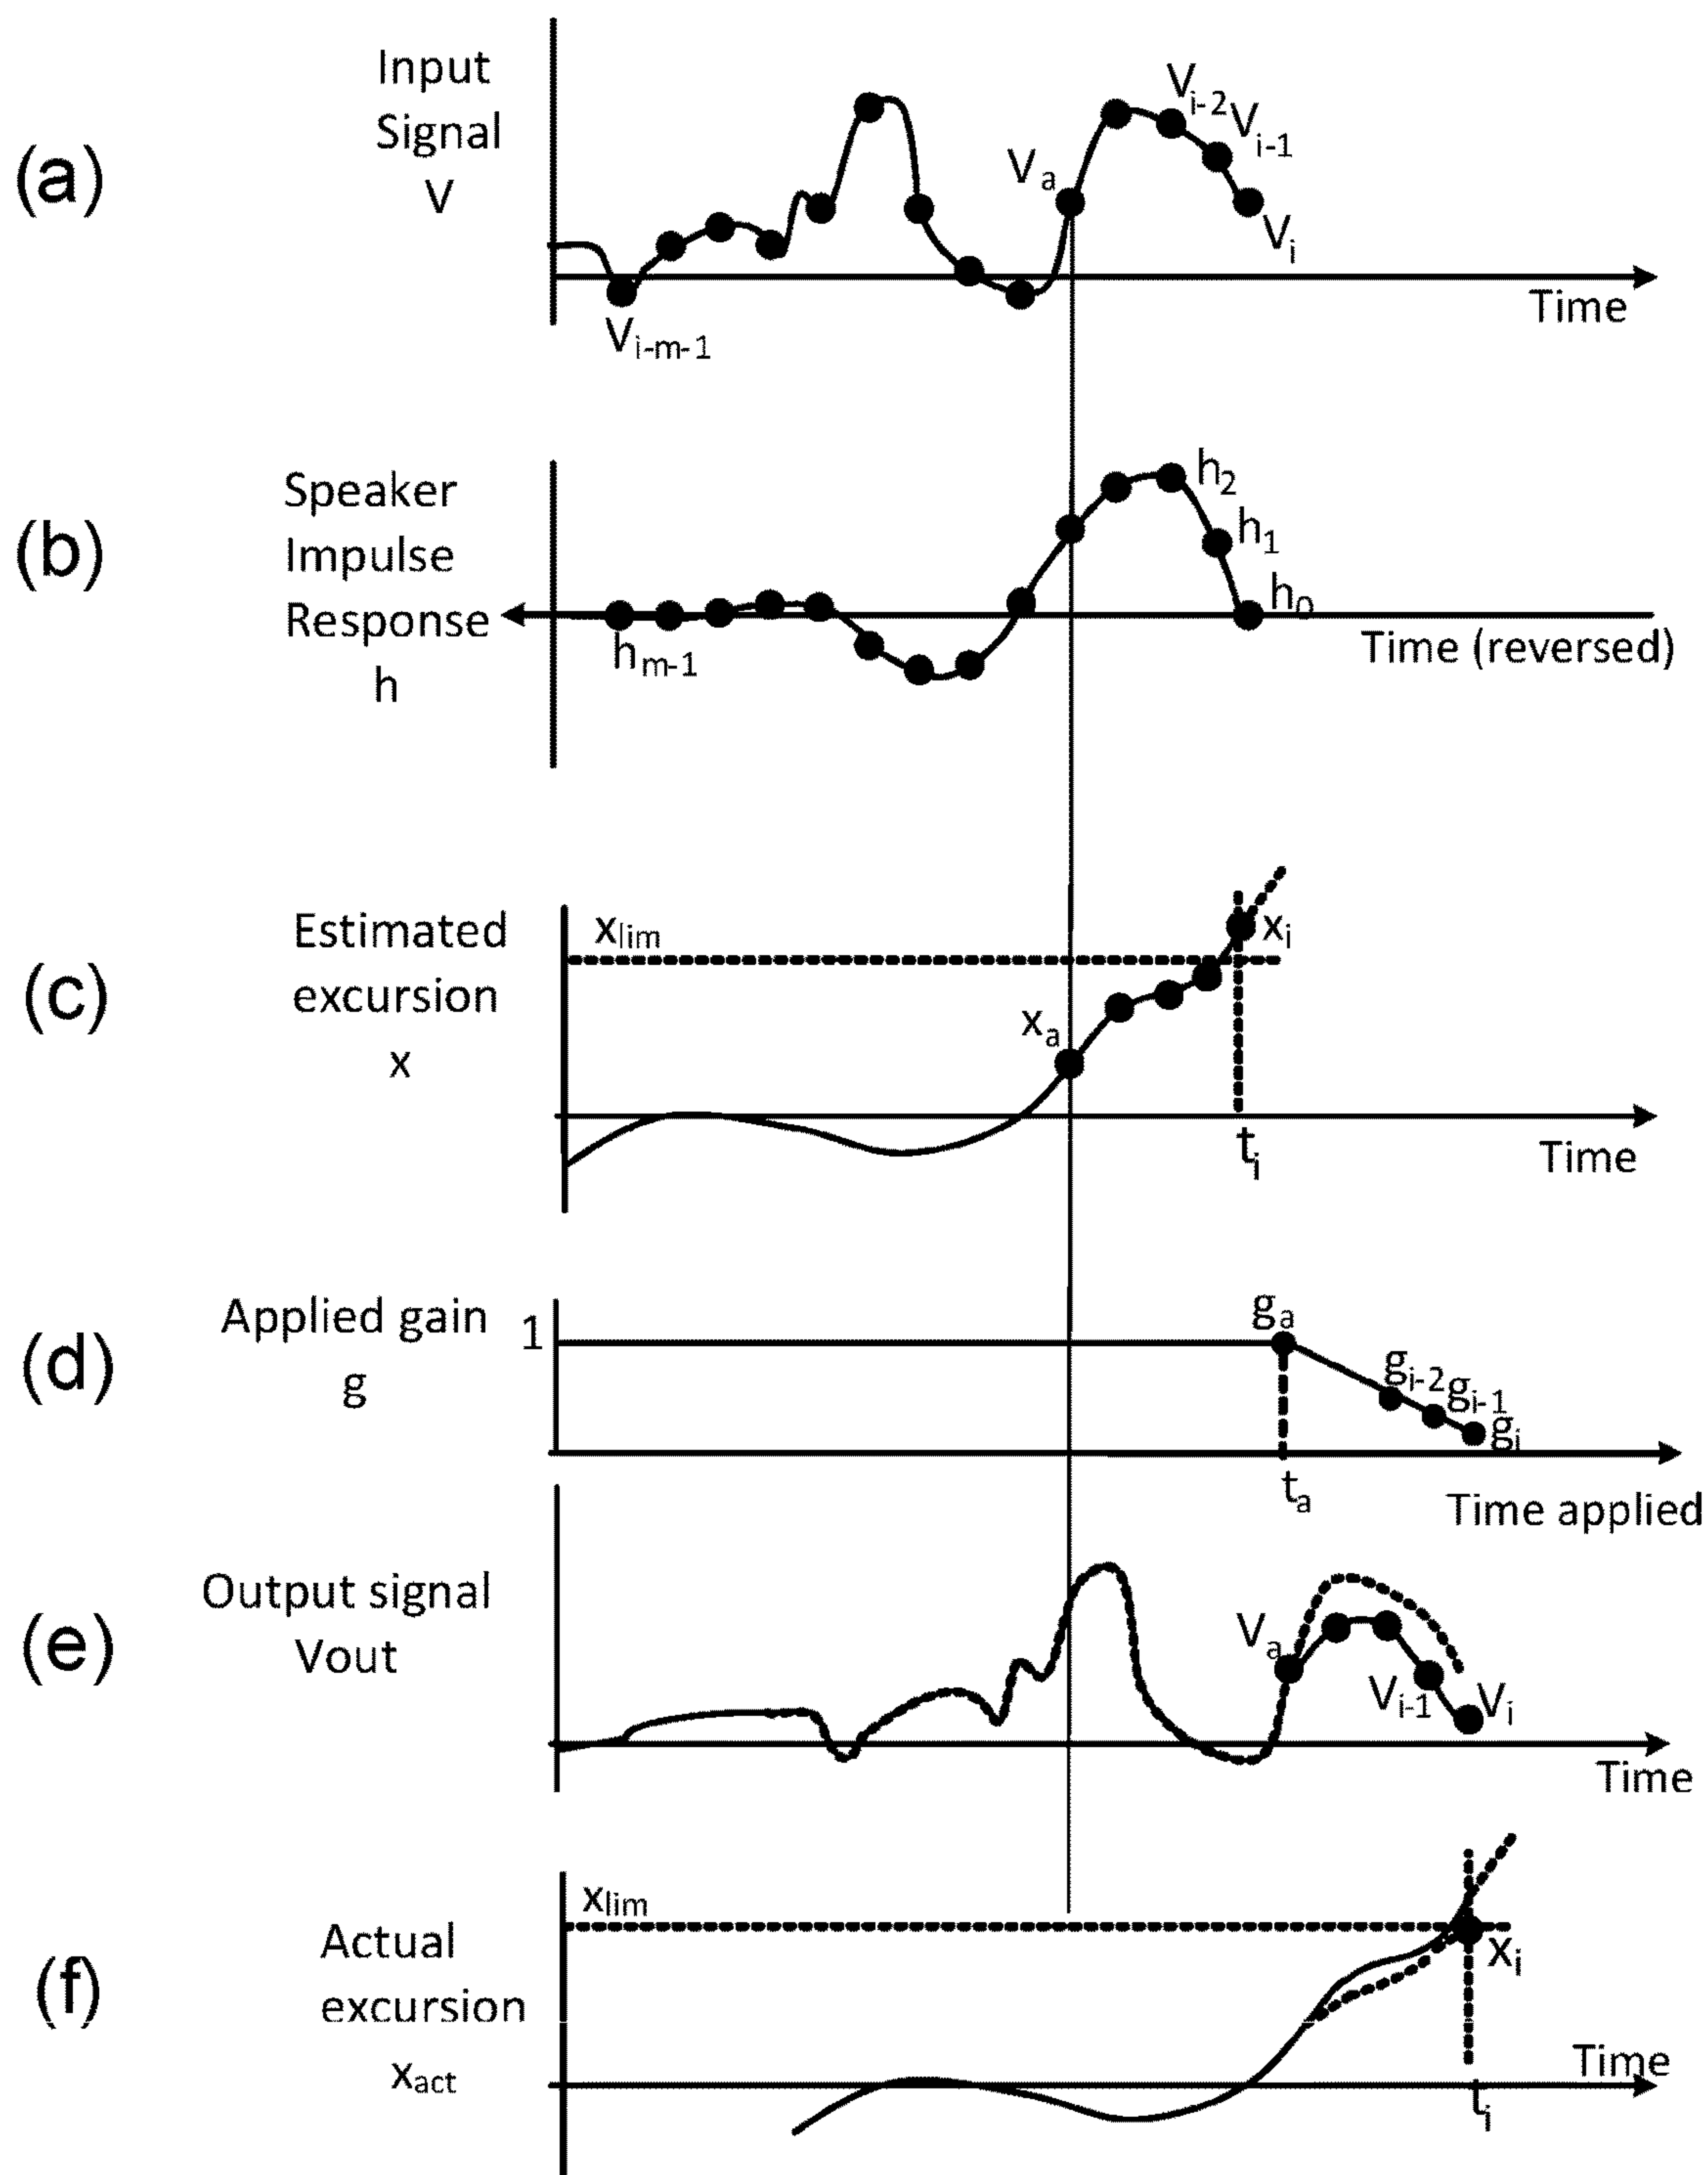 (a)
Input
Signal
V
V_a
V_i-2
V_i-1
V_i
V_i-m-1
Time
(b)
Speaker
Impulse
Response
h
h_2
h_1
h_0
h_m-1
Time (reversed)
(c)
Estimated
excursion
x
x_lim
x_a
x_i
t_i
Time
(d)
Applied gain
g
1
g_a
g_i-2
g_i-1
g_i
t_a
Time applied
(e)
Output signal
Vout
V_a
V_i-1
V_i
Time
(f)
Actual
excursion
x_act
x_lim
x_i
Time
t_i